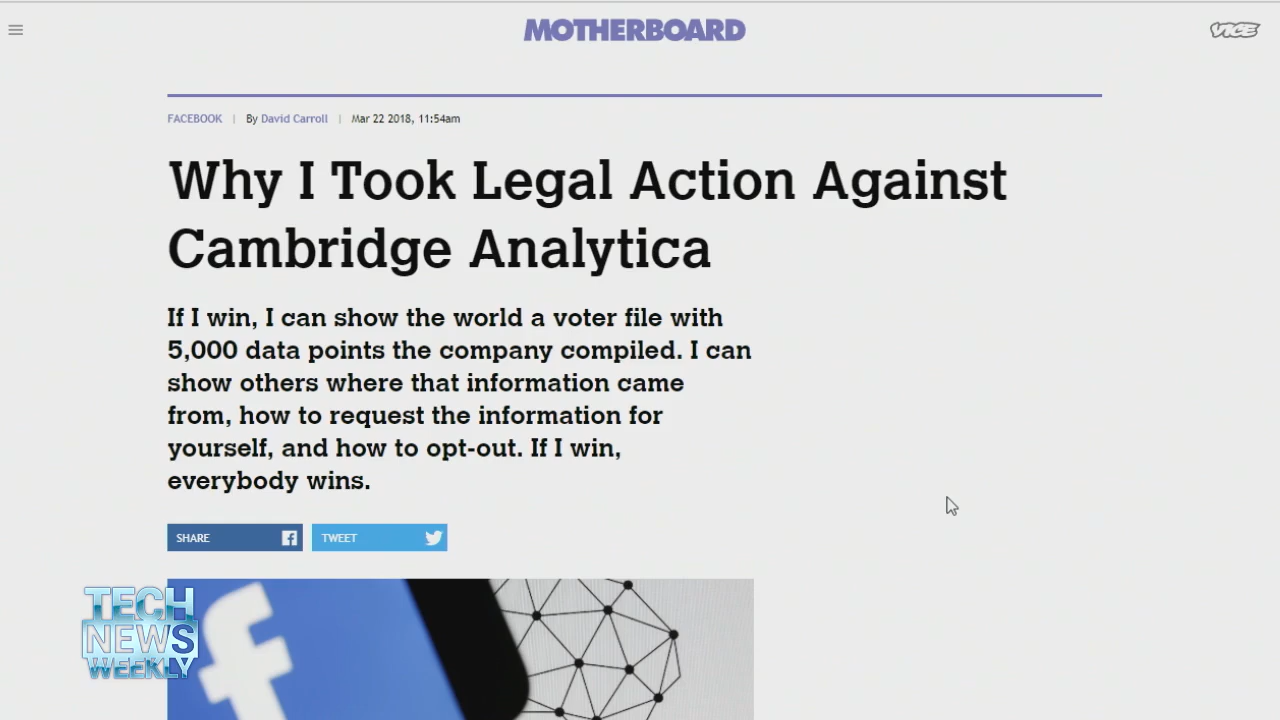 MOTHERBOARD
VICE
FACEBOOK | By David Carroll | Mar 22 2018, 11:54am
Why I Took Legal Action Against
Cambridge Analytica
If I win, I can show the world a voter file with
5,000 data points the company compiled. I can
show others where that information came
from, how to request the information for
yourself, and how to opt-out. If I win,
everybody wins.
SHARE
TWEET
TECH
NEWS
WEEKLY